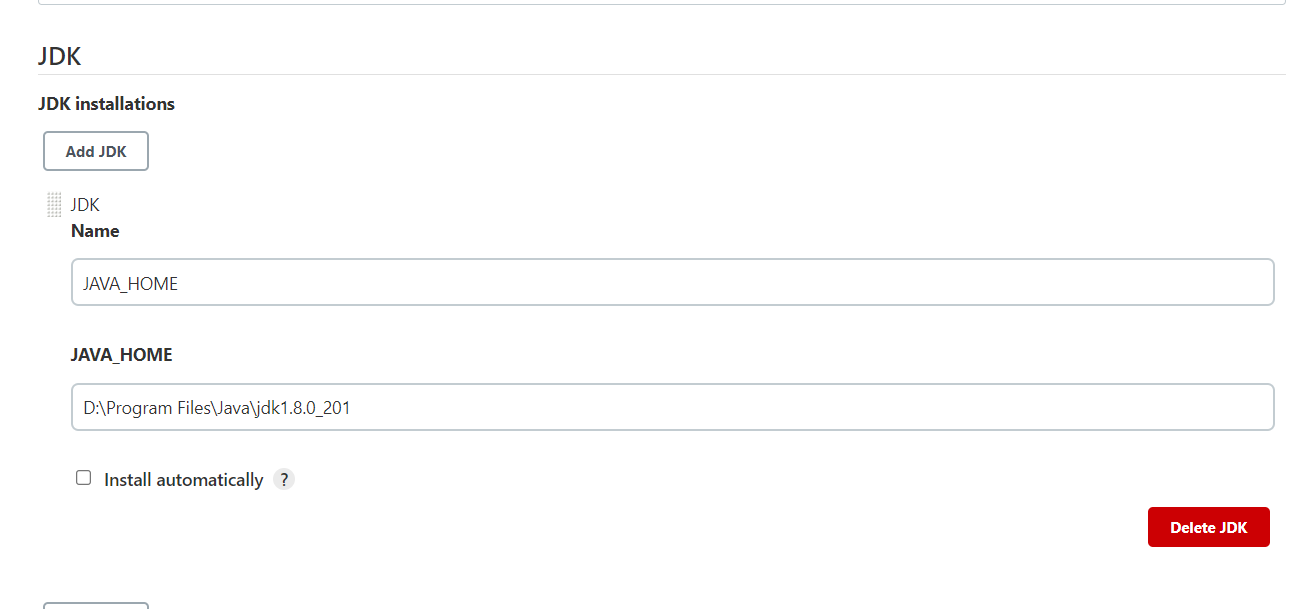 JDK
JDK installations
Add JDK
JDK
Name
JAVA_HOME
JAVA_HOME
D:\Program Files\Java\jdk1.8.0_201
Install automatically ?
Delete JDK